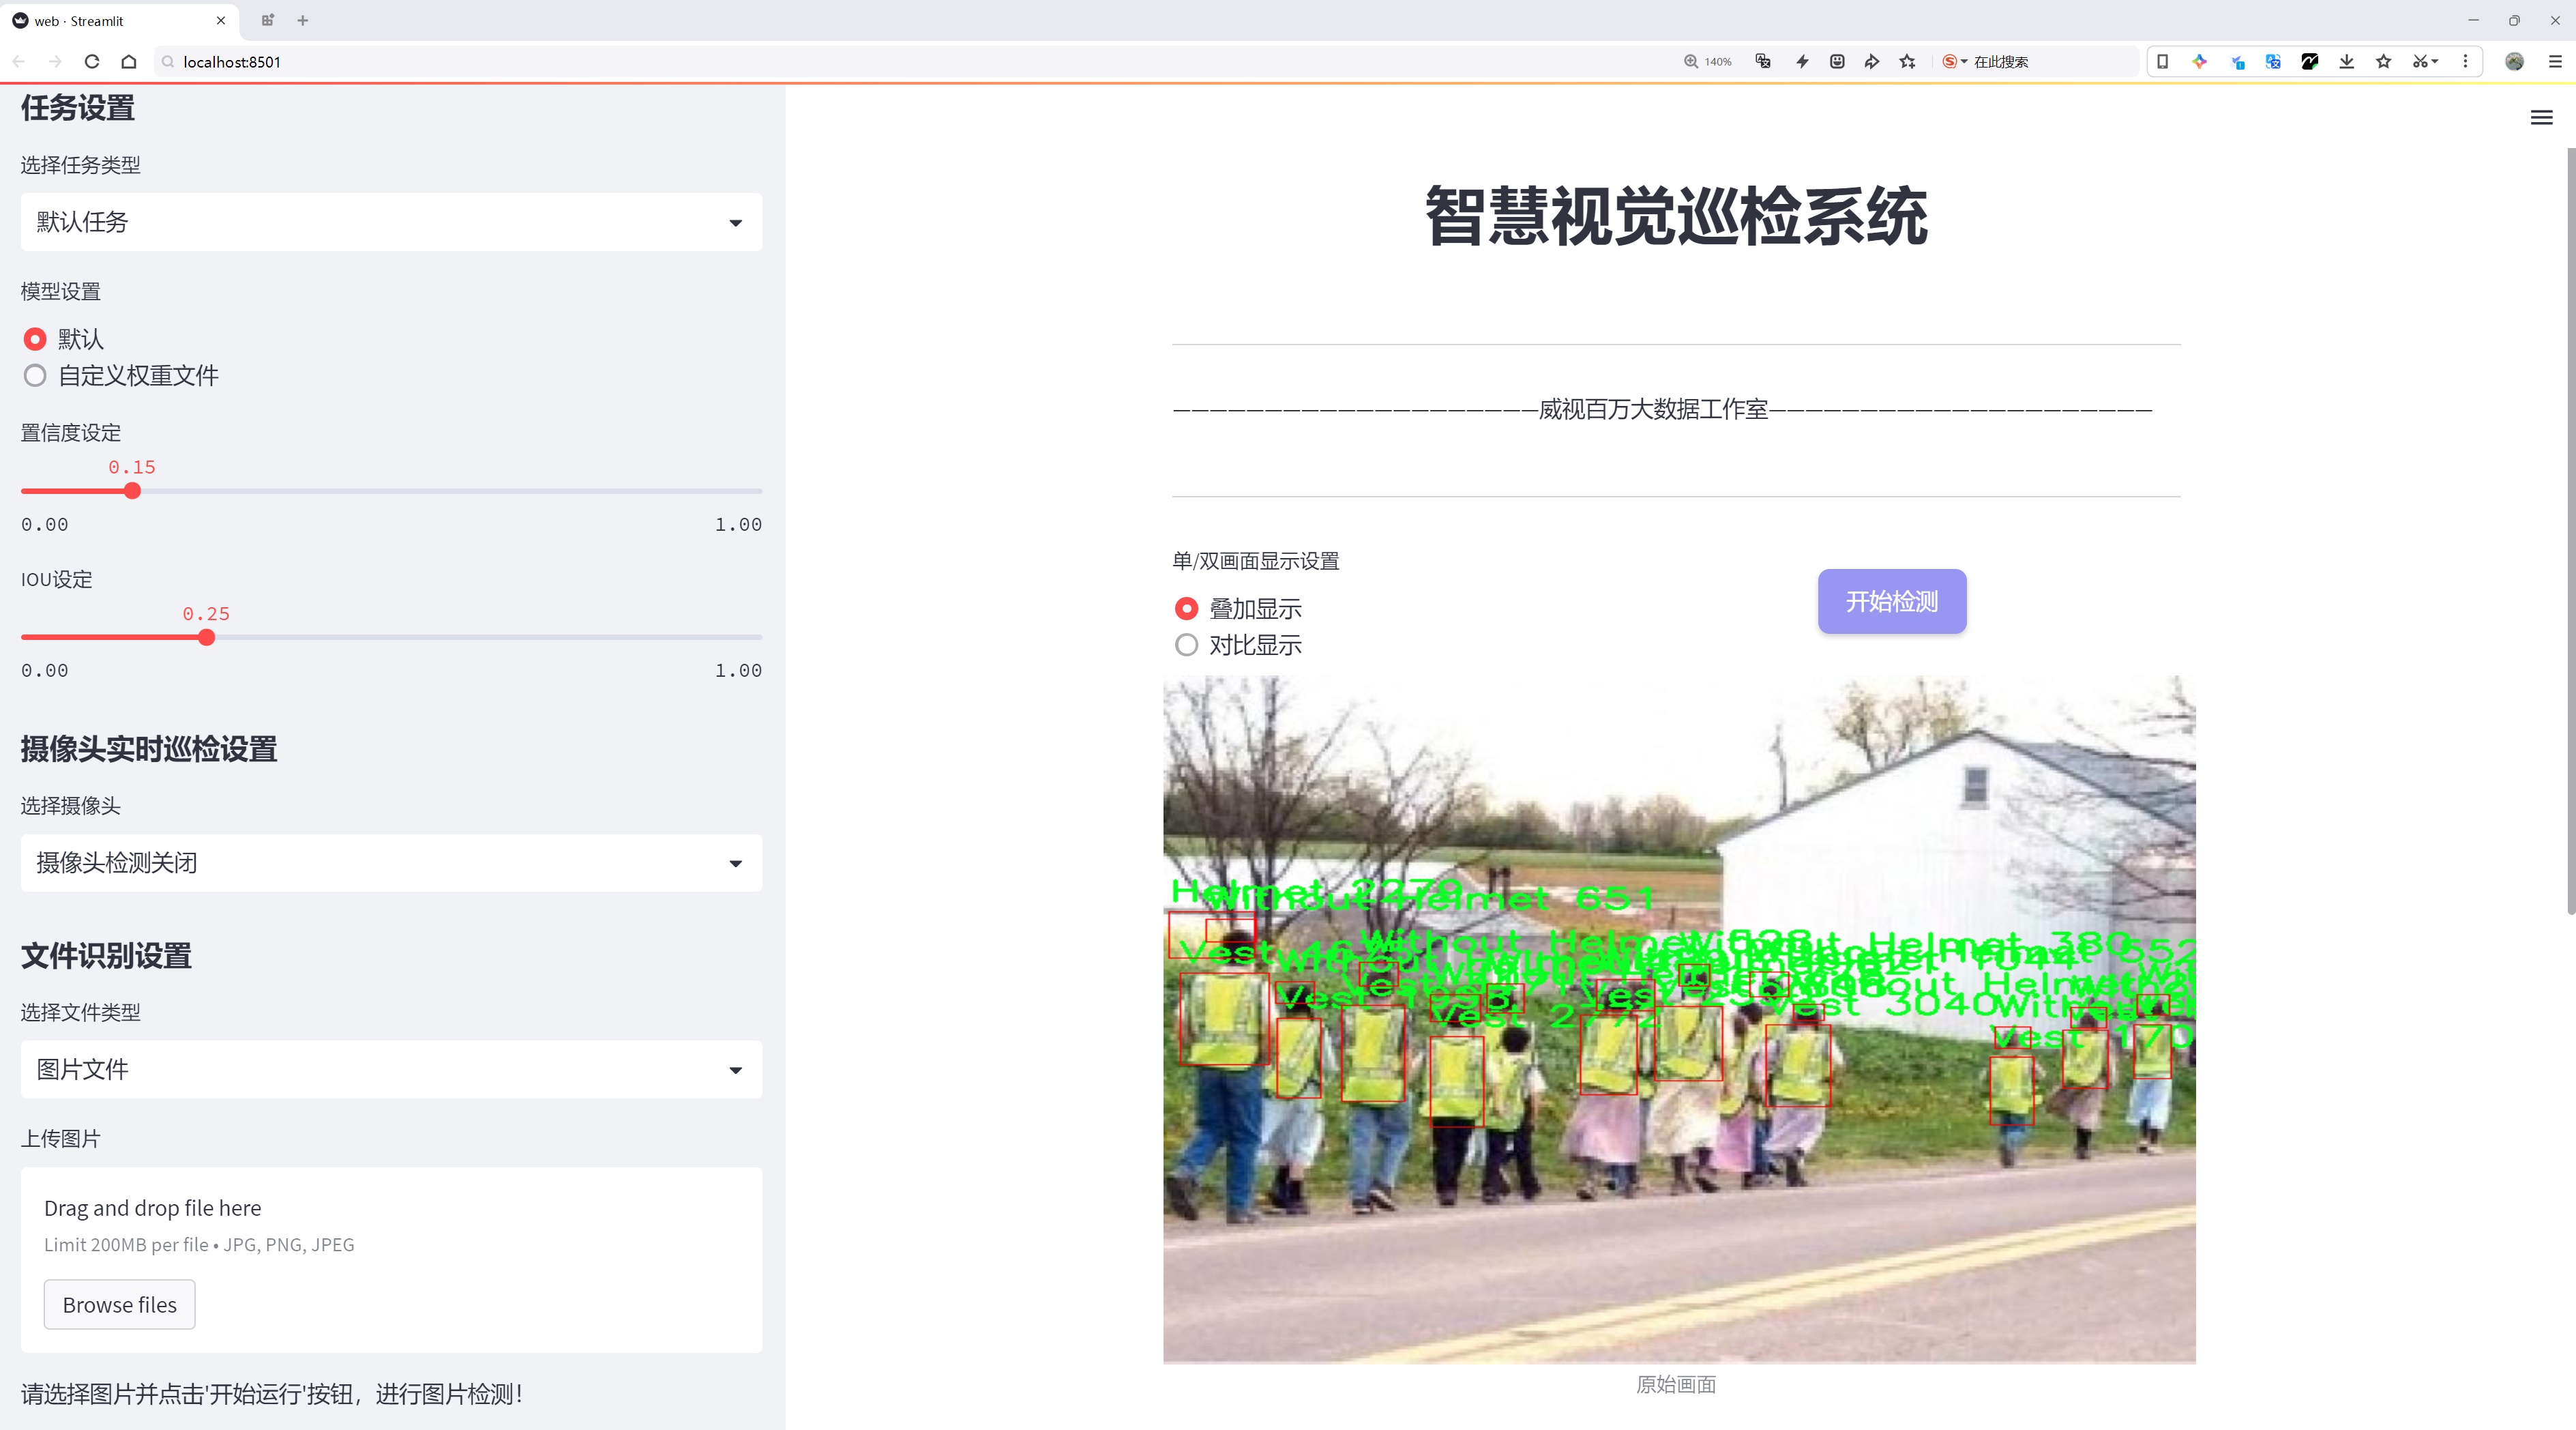 web · Streamlit
localhost:8501
140%
在此搜索
任务设置
选择任务类型
默认任务
模型设置
默认
自定义权重文件
置信度设定
0.15
0.00 1.00
IOU设定
0.25
0.00 1.00
摄像头实时巡检设置
选择摄像头
摄像头检测关闭
文件识别设置
选择文件类型
图片文件
上传图片
Drag and drop file here
Limit 200MB per file • JPG, PNG, JPEG
Browse files
请选择图片并点击'开始运行'按钮，进行图片检测！
智慧视觉巡检系统
————————————————————威视百万大数据工作室—————————————————————
单/双画面显示设置
叠加显示
对比显示
开始检测
Helmet 2279
Without Helmet 651
Vest
Without Helmet
Helmet 380
Vest
Vest 2772
Vest 3040
Vest 170
原始画面